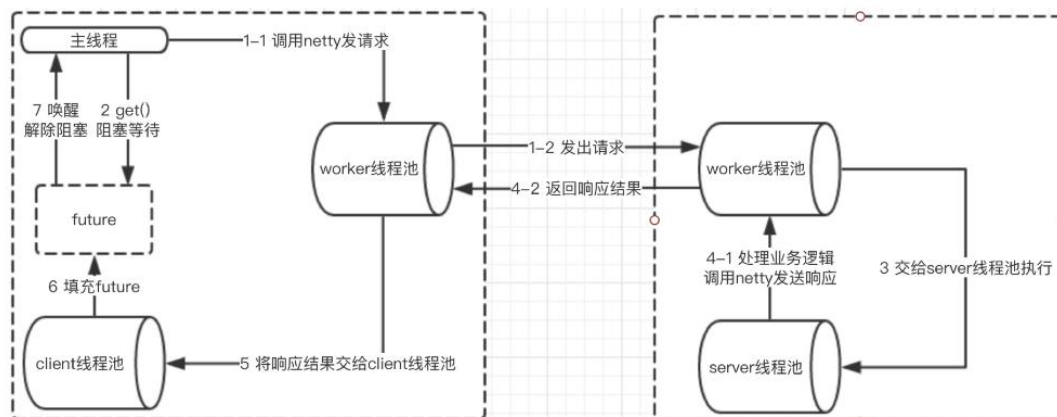 主线程
1-1 调用netty发请求
7 唤醒
解除阻塞
2 get()
阻塞等待
worker线程池
1-2 发出请求
worker线程池
4-2 返回响应结果
future
4-1 处理业务逻辑
调用netty发送响应
3 交给server线程池执行
6 填充future
client线程池
5 将响应结果交给client线程池
server线程池